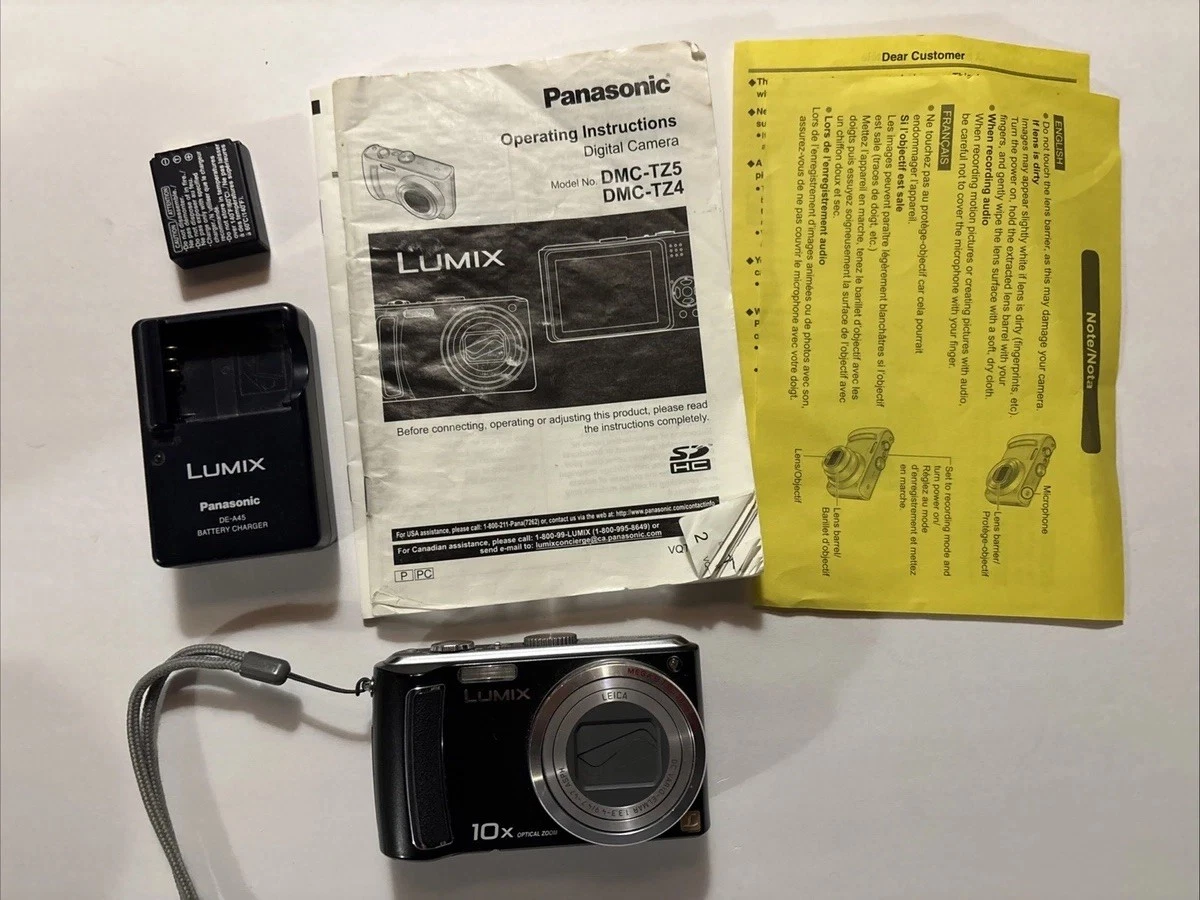 CAUTION /
ATTENTION:
LUMIX
Panasonic
DE-A45
BATTERY CHARGER
Panasonic
Operating Instructions
Digital Camera
Model No. DMC-TZ5
DMC-TZ4
LUMIX
Before connecting, operating or adjusting this product, please read
the instructions completely.
SD
HC
For USA assistance, please call: 1-800-211-Pana(7262) or, contact us via the web at: http://www.panasonic.com/contactinfo
For Canadian assistance, please call: 1-800-99-LUMIX (1-800-995-8649) or
send e-mail to: lumixconcierge@ca.panasonic.com
P PC
VQT
2
Dear Customer
Note/Nota
ENGLISH
● Do not touch the lens barrier, as this may damage your camera.
If lens is dirty
Images may appear slightly white if lens is dirty (fingerprints, etc).
Turn the power on, hold the extracted lens barrel with your
fingers, and gently wipe the lens surface with a soft, dry cloth.
● When recording audio
When recording motion pictures or creating pictures with audio,
be careful not to cover the microphone with your finger.
FRANÇAIS
● Ne touchez pas au protège-objectif car cela pourrait
endommager l'appareil.
Si l'objectif est sale
Les images peuvent paraître légèrement blanchâtres si l'objectif
est sale (traces de doigt, etc.)
Mettez l'appareil en marche, tenez le barillet d'objectif avec les
doigts puis essuyez soigneusement la surface de l'objectif avec
un chiffon doux et sec.
● Lors de l'enregistrement audio
Lors de l'enregistrement d'images animées ou de photos avec son,
assurez-vous de ne pas couvrir le microphone avec votre doigt.
Microphone
Lens barrier/
Protège-objectif
Set to recording mode and
turn power on/
Réglez au mode
d'enregistrement et mettez
en marche.
Lens barrel/
Barillet d'objectif
Lens/Objectif
LUMIX
LEICA
DC VARIO-ELMAR
10x OPTICAL ZOOM